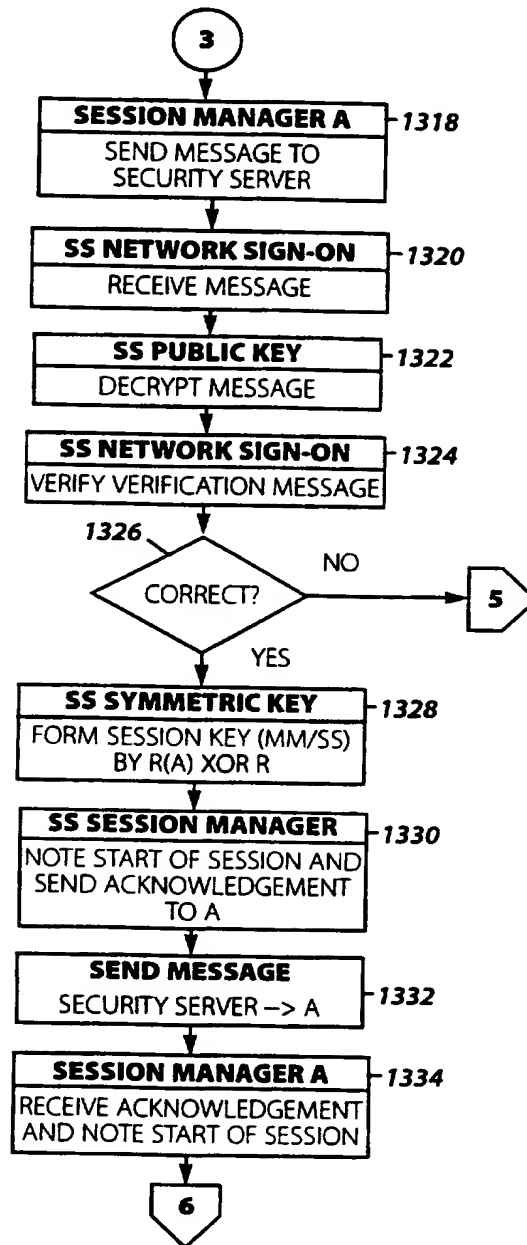 3
SESSION MANAGER A
1318
SEND MESSAGE TO
SECURITY SERVER
SS NETWORK SIGN-ON
1320
RECEIVE MESSAGE
SS PUBLIC KEY
1322
DECRYPT MESSAGE
SS NETWORK SIGN-ON
1324
VERIFY VERIFICATION MESSAGE
1326
CORRECT?
NO
5
YES
SS SYMMETRIC KEY
1328
FORM SESSION KEY (MM/SS)
BY R(A) XOR R
SS SESSION MANAGER
1330
NOTE START OF SESSION AND
SEND ACKNOWLEDGEMENT
TO A
SEND MESSAGE
SECURITY SERVER –> A
1332
SESSION MANAGER A
1334
RECEIVE ACKNOWLEDGEMENT
AND NOTE START OF SESSION
6